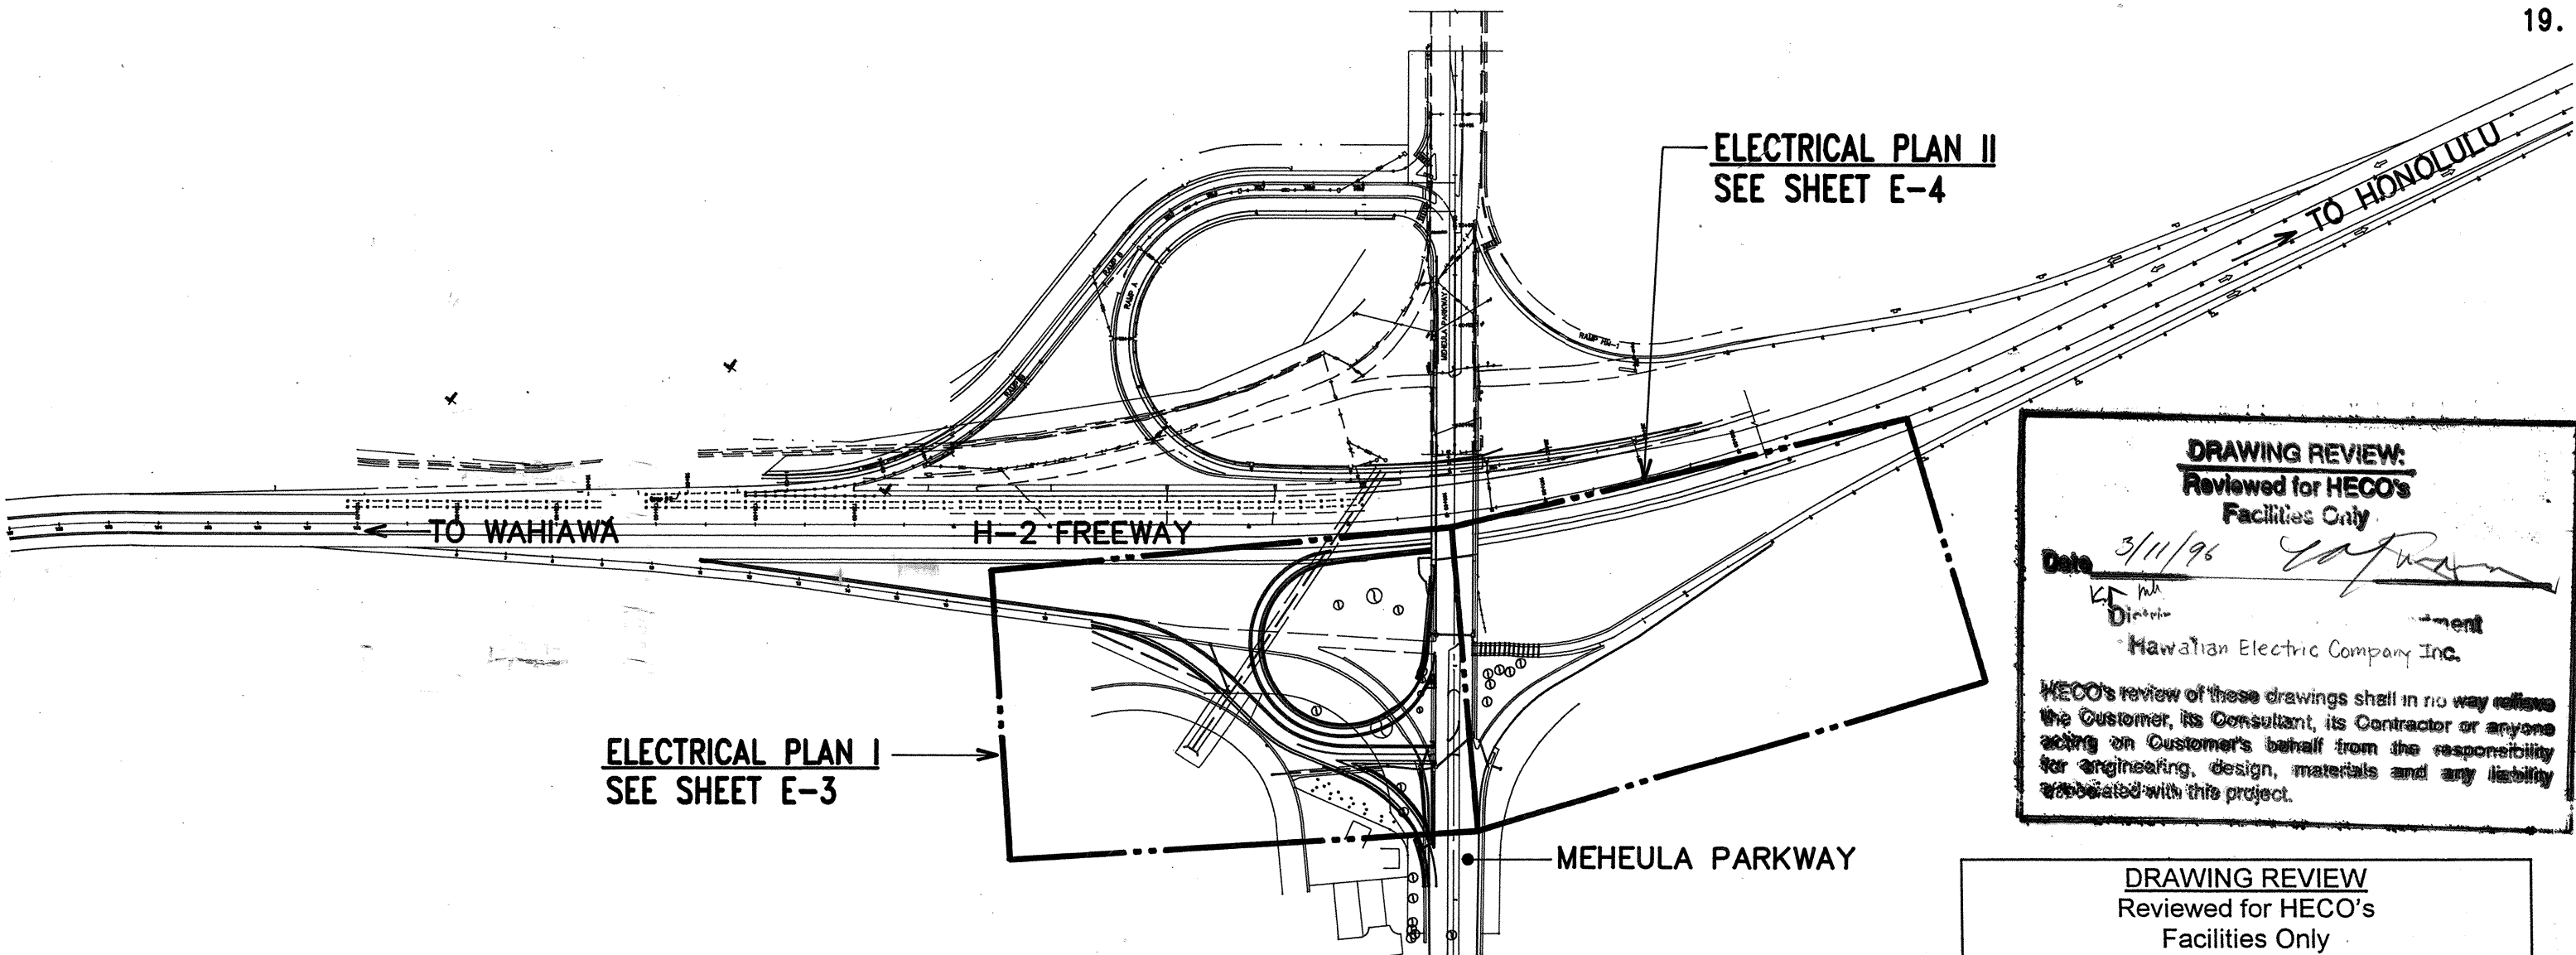 19.
ELECTRICAL PLAN II
SEE SHEET E-4
TO HONOLULU
RAMP B
RAMP A
MEHEULA PARKWAY
TO WAHIAWA
H-2 FREEWAY
ELECTRICAL PLAN I
SEE SHEET E-3
MEHEULA PARKWAY
DRAWING REVIEW:
Reviewed for HECO's
Facilities Only
Date 3/11/96
Hawaiian Electric Company Inc.
HECO's review of these drawings shall in no way relieve
the Customer, its Consultant, its Contractor or anyone
acting on Customer's behalf from the responsibility
for engineering, design, materials and any liability
associated with this project.
DRAWING REVIEW
Reviewed for HECO's
Facilities Only